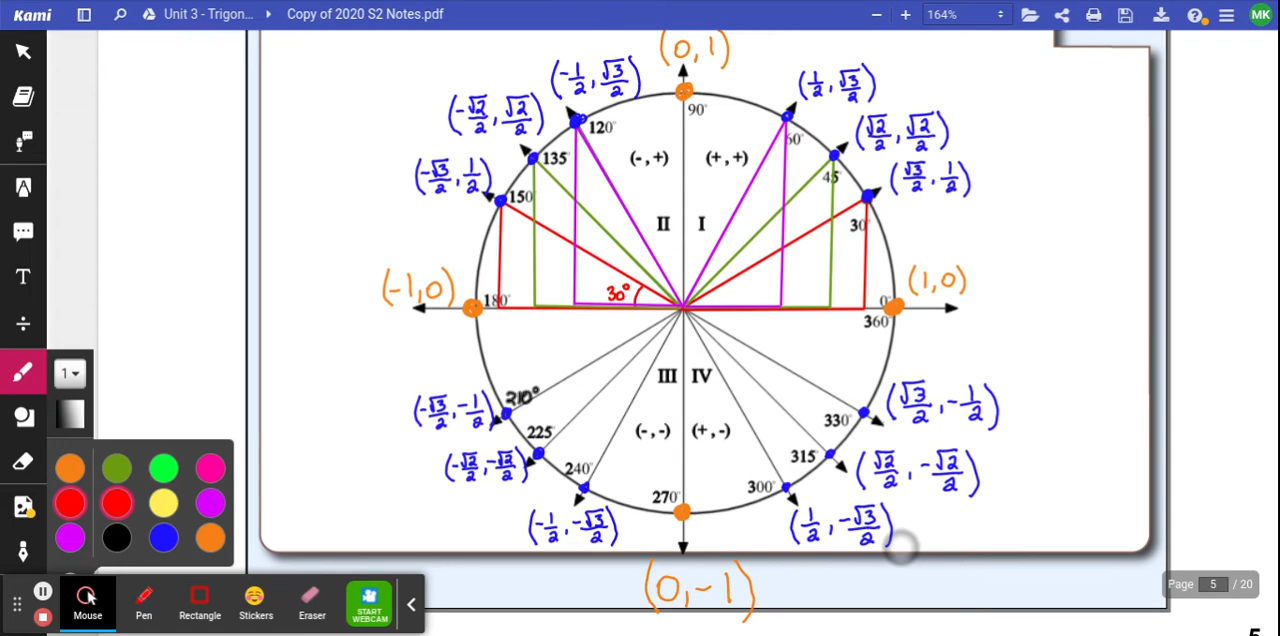 Kami
Unit 3 - Trigon...
Copy of 2020 S2 Notes.pdf
164%
MK
(0, 1)
(-1/2, √3/2)
(1/2, √3/2)
90°
(-√2/2, √2/2)
120°
60°
(√2/2, √2/2)
135°
(-, +)
(+, +)
45°
(-√3/2, 1/2)
150°
(√3/2, 1/2)
II
I
30°
(-1, 0)
180°
30°
0°
(1, 0)
360°
1
III
IV
210°
(-√3/2, -1/2)
330°
(√3/2, -1/2)
225°
(-, -)
(+, -)
(-√2/2, -√2/2)
240°
315°
(√2/2, -√2/2)
270°
300°
(-1/2, -√3/2)
(1/2, -√3/2)
(0, -1)
Page 5 / 20
Mouse
Pen
Rectangle
Stickers
Eraser
START
WEBCAM